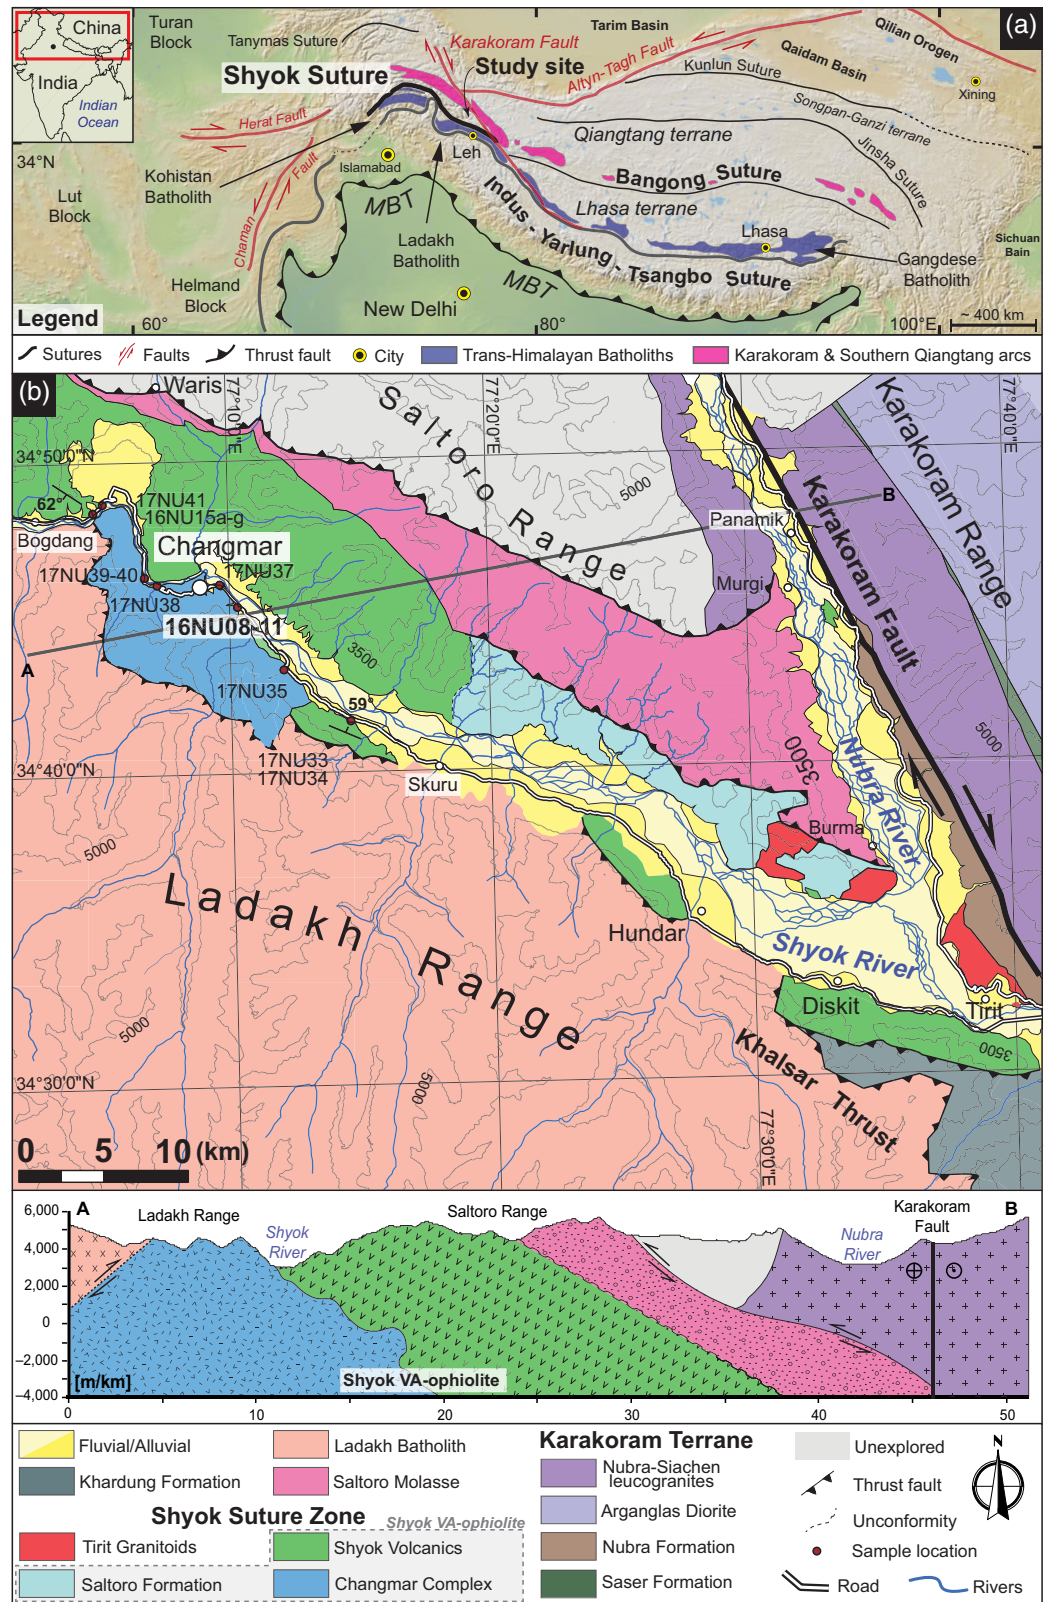 (a)
China
India
Indian
Ocean
Turan
Block
Tanymas Suture
Karakoram Fault
Tarim Basin
Qilian Orogen
Shyok Suture
Study site
Altyn-Tagh Fault
Qaidam Basin
Kunlun Suture
Xining
Herat Fault
Songpan-Ganzi terrane
34°N
Qiangtang terrane
Jinsha Suture
Leh
Islamabad
Kohistan
Batholith
Chaman Fault
Bangong Suture
Lut
Block
MBT
Lhasa terrane
Indus - Yarlung - Tsangbo Suture
Lhasa
Sichuan
Bain
Ladakh
Batholith
Gangdese
Batholith
Helmand
Block
New Delhi
MBT
60°
80°
100°E
~ 400 km
Legend
Sutures
Faults
Thrust fault
City
Trans-Himalayan Batholiths
Karakoram & Southern Qiangtang arcs
(b)
Waris
77°10'0"E
77°20'0"E
77°40'0"E
Saltoro Range
Karakoram Range
34°50'0"N
5000
B
62°
17NU41
16NU15a-g
Bogdang
Changmar
Panamik
Karakoram Fault
17NU39-40
17NU37
Murgi
17NU38
16NU08-11
3500
A
17NU35
59°
5000
3500
Nubra River
34°40'0"N
17NU33
17NU34
Skuru
Burma
5000
Ladakh Range
Hundar
Shyok River
Diskit
Tirit
5000
3500
Khalsar Thrust
34°30'0"N
5000
77°30'0"E
0 5 10 (km)
6,000
A
Ladakh Range
Shyok
River
Saltoro Range
Nubra
River
Karakoram
Fault
B
4,000
2,000
0
–2,000
[m/km]
Shyok VA-ophiolite
–4,000
0 10 20 30 40 50
Fluvial/Alluvial
Ladakh Batholith
Khardung Formation
Saltoro Molasse
Shyok Suture Zone
Shyok VA-ophiolite
Tirit Granitoids
Shyok Volcanics
Saltoro Formation
Changmar Complex
Karakoram Terrane
Nubra-Siachen
leucogranites
Arganglas Diorite
Nubra Formation
Saser Formation
Unexplored
Thrust fault
Unconformity
Sample location
Road
Rivers
N